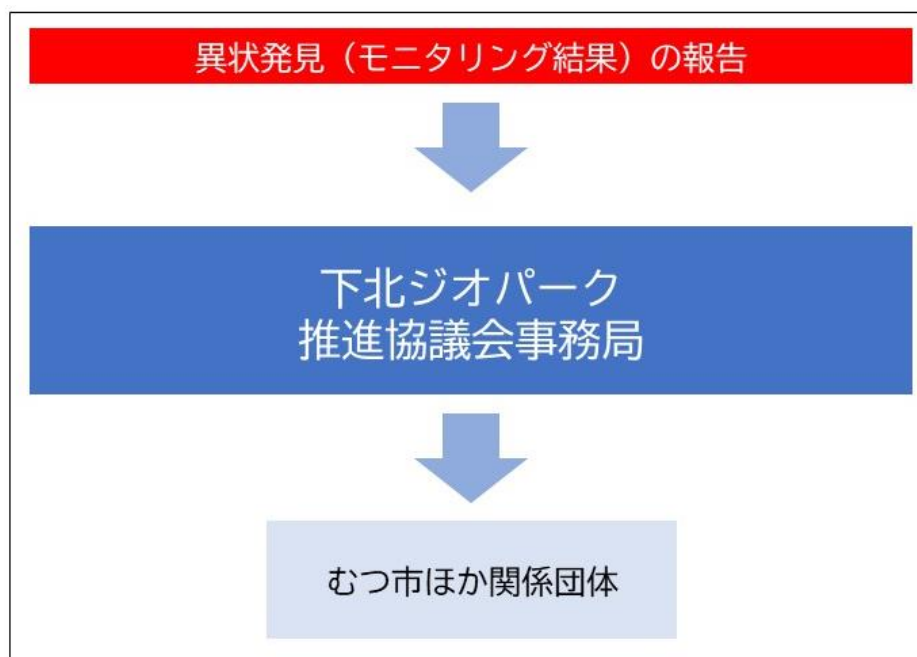 異状発見（モニタリング結果）の報告
下北ジオパーク
推進協議会事務局
むつ市ほか関係団体